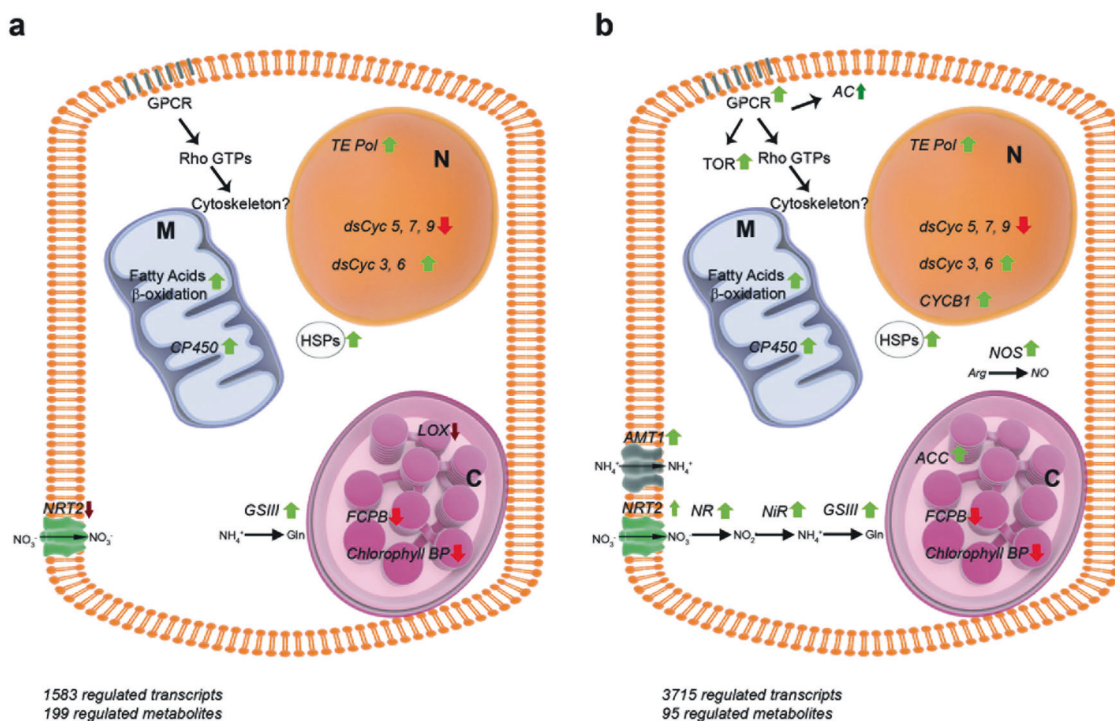 a
GPCR
Rho GTPs
Cytoskeleton?
TE Pol
N
dsCyc 5, 7, 9
dsCyc 3, 6
M
Fatty Acids
β-oxidation
CP450
HSPs
LOX
C
NRT2
NO3- NO3-
GSIII
NH4+ Gln
FCPB
Chlorophyll BP
1583 regulated transcripts
199 regulated metabolites
b
GPCR
AC
TOR
Rho GTPs
Cytoskeleton?
TE Pol
N
dsCyc 5, 7, 9
dsCyc 3, 6
CYCB1
M
Fatty Acids
β-oxidation
CP450
HSPs
NOS
Arg NO
AMT1
NH4+ NH4+
ACC
C
NRT2 NR NiR GSIII
NO3- NO3- NO2- NH4+ Gln
FCPB
Chlorophyll BP
3715 regulated transcripts
95 regulated metabolites